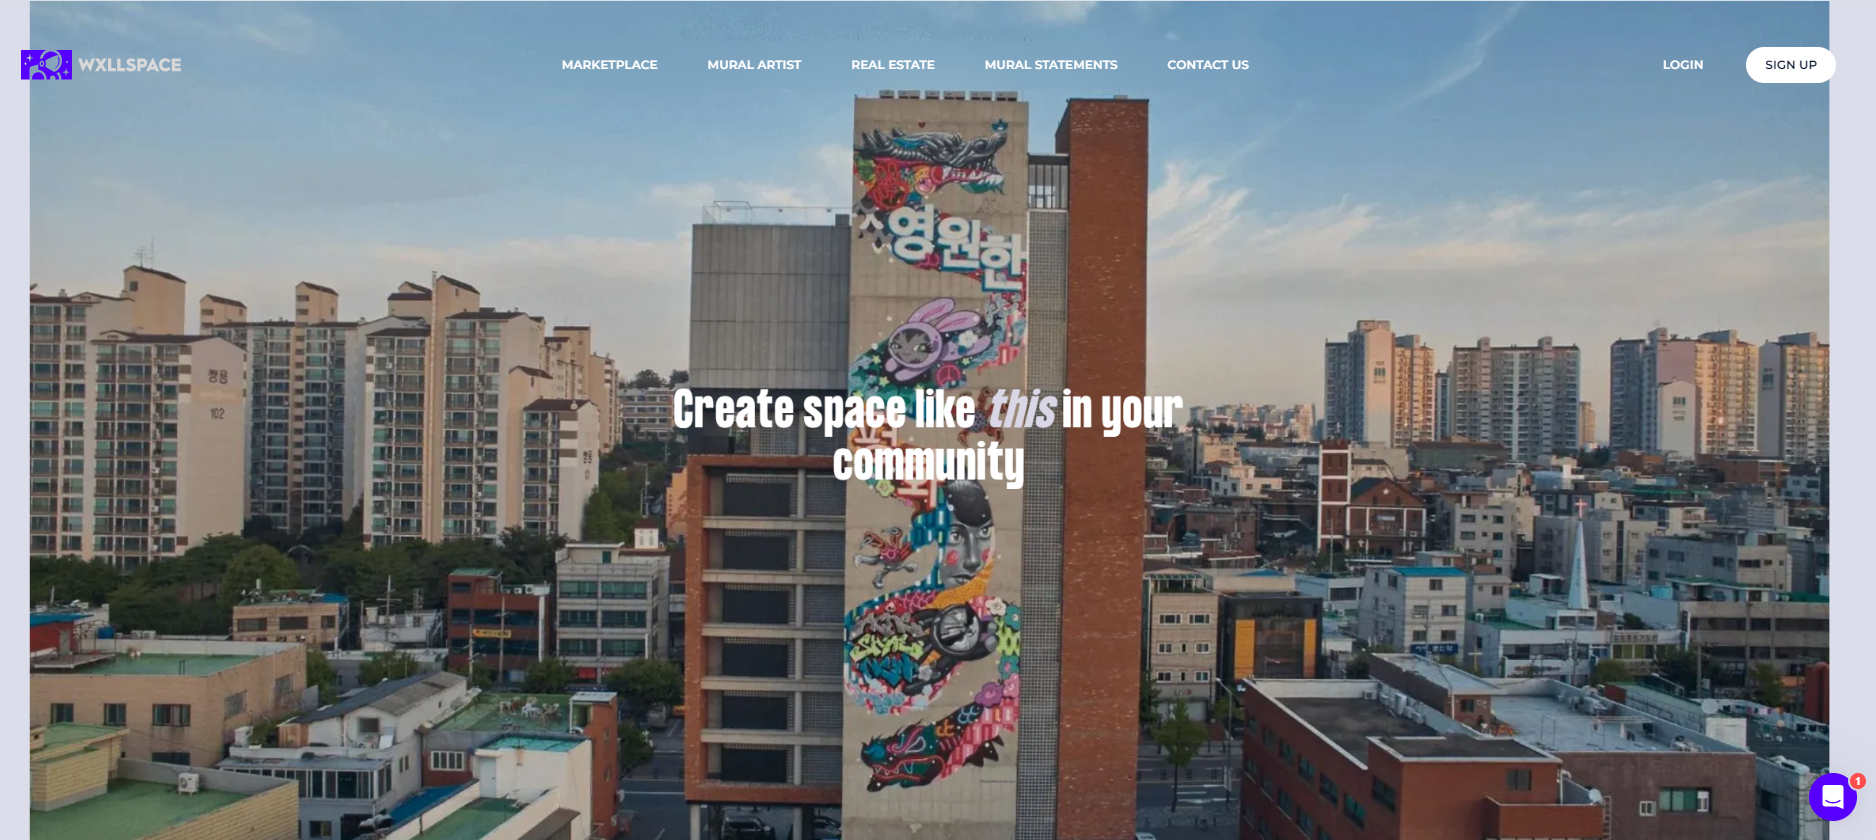 WXLLSPACE
MARKETPLACE
MURAL ARTIST
REAL ESTATE
MURAL STATEMENTS
CONTACT US
LOGIN
SIGN UP
영원한
쌍용
102
Create space like this in your
community
1